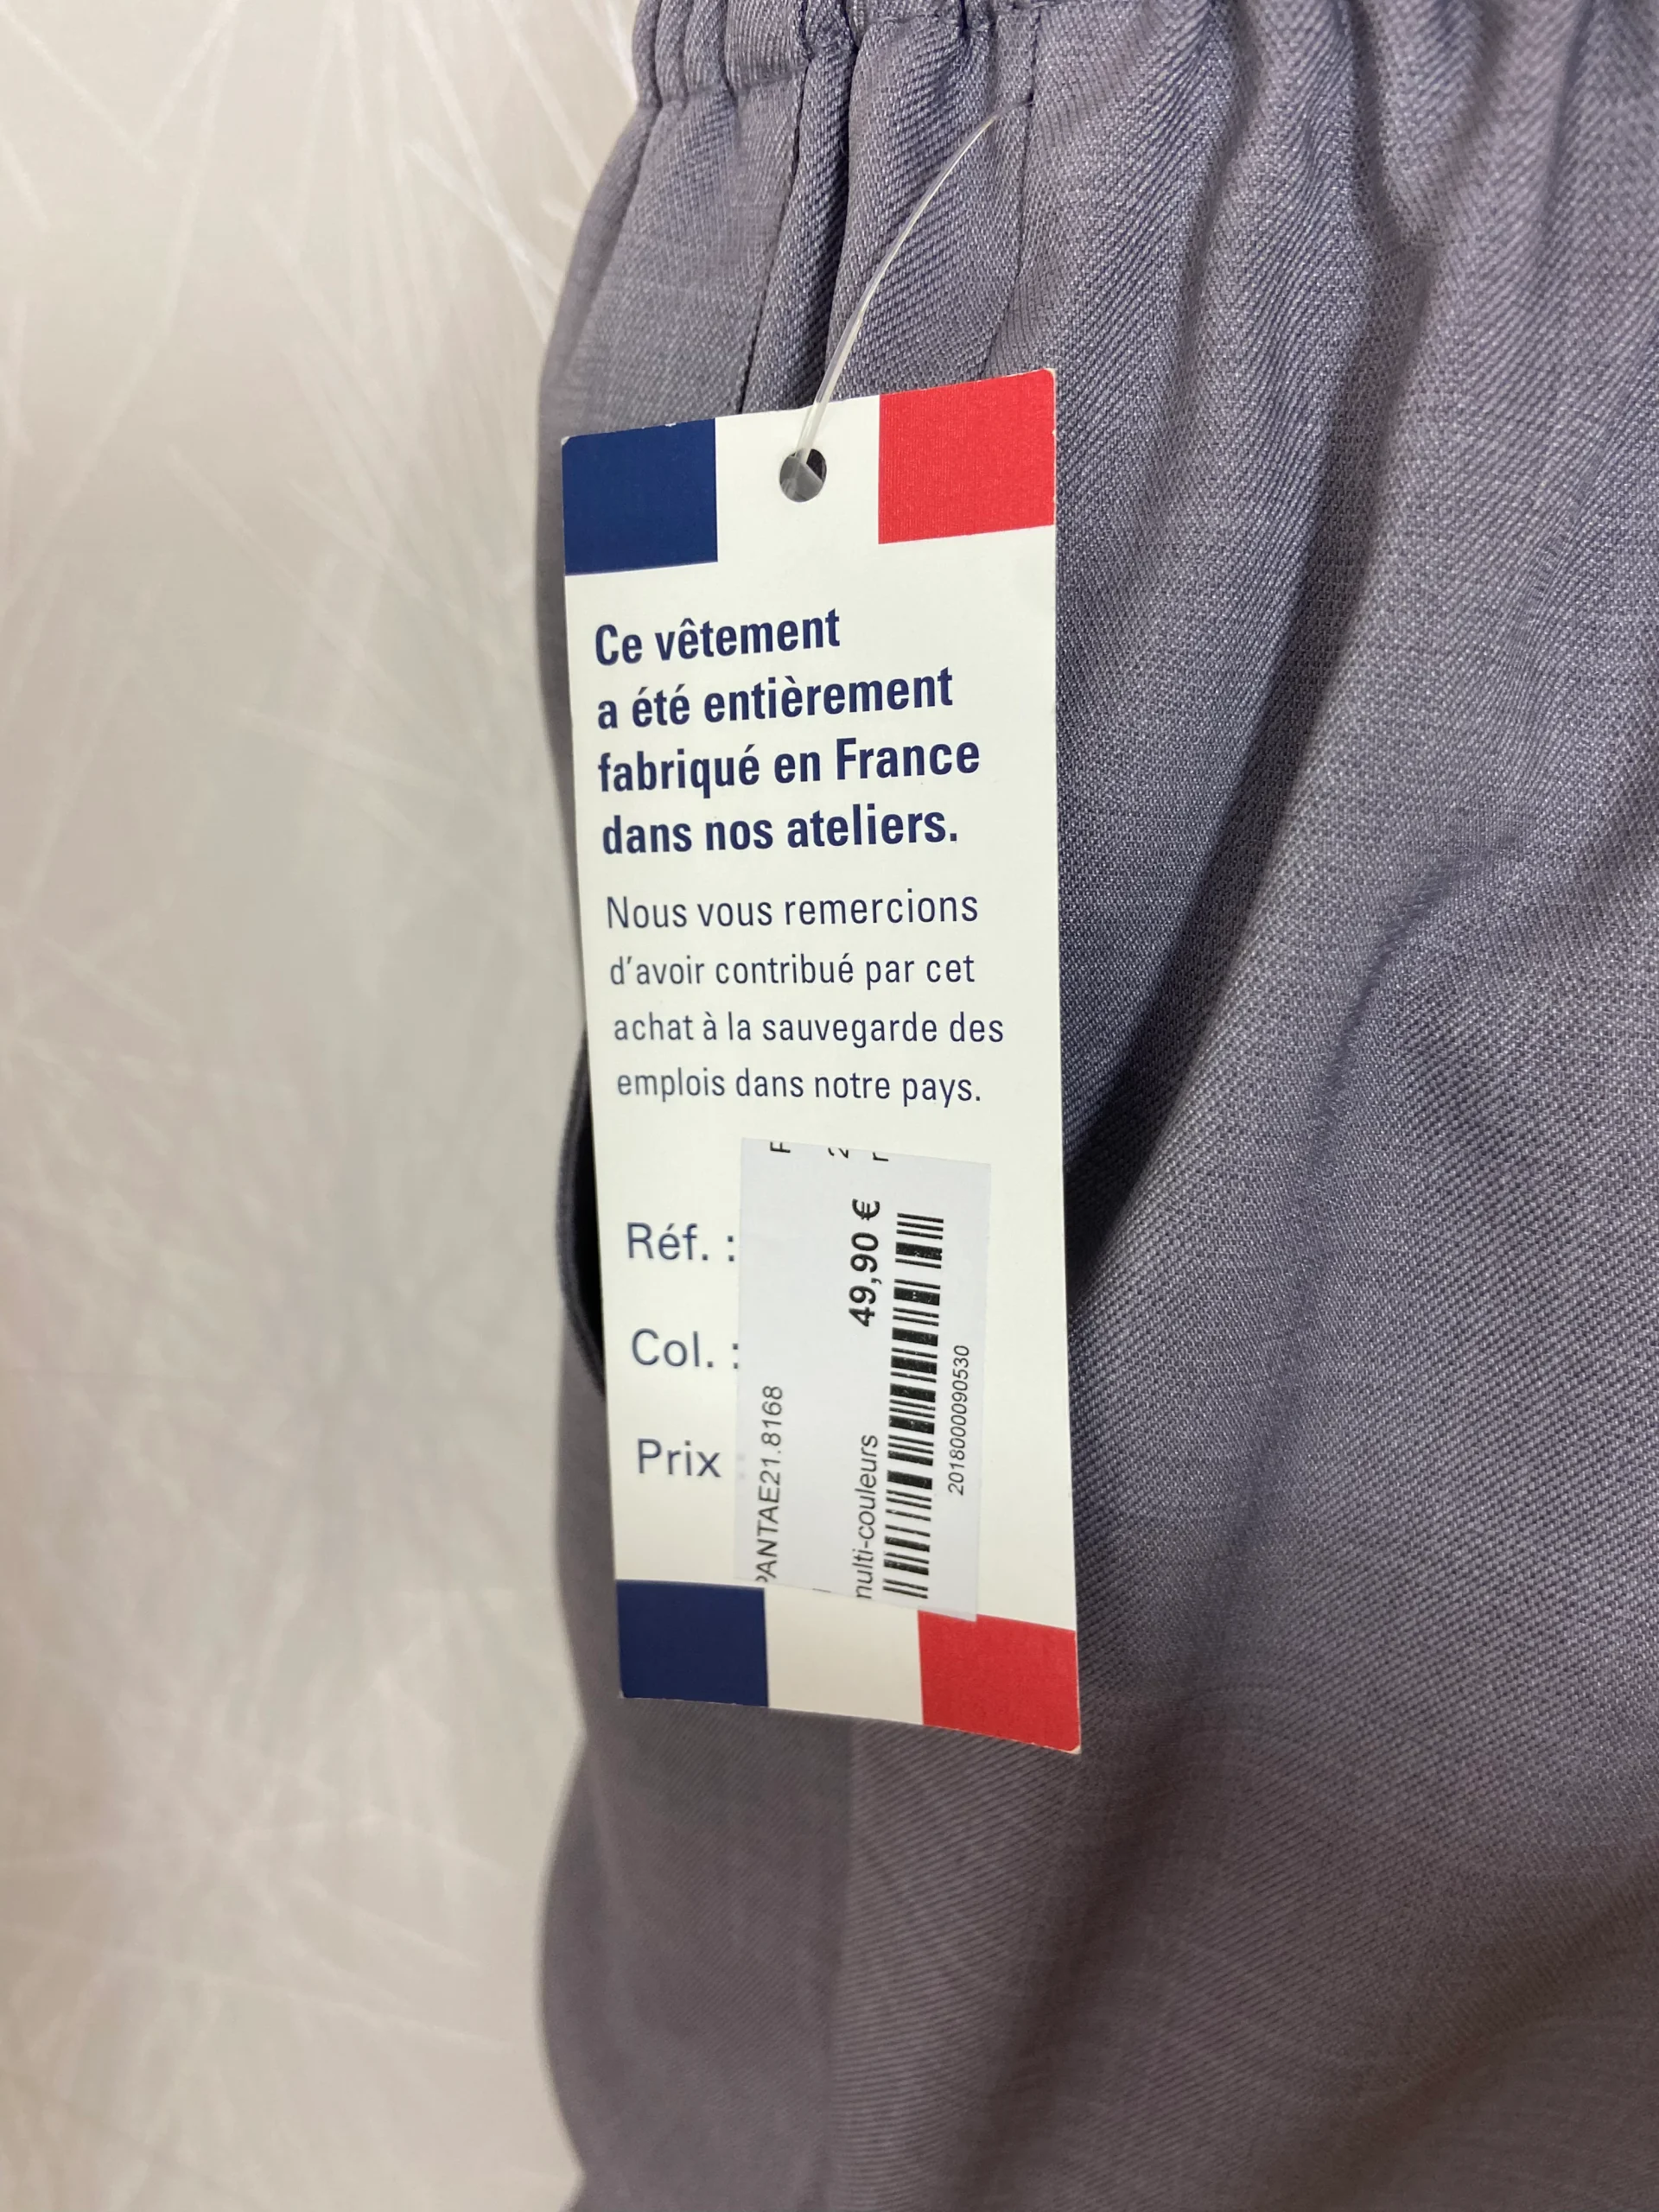 Ce vêtement
a été entièrement
fabriqué en France
dans nos ateliers.
Nous vous remercions
d'avoir contribué par cet
achat à la sauvegarde des
emplois dans notre pays.
Réf. :
Col. :
Prix
PANTAE21.8168
49,90 €
multi-couleurs
2018000090530